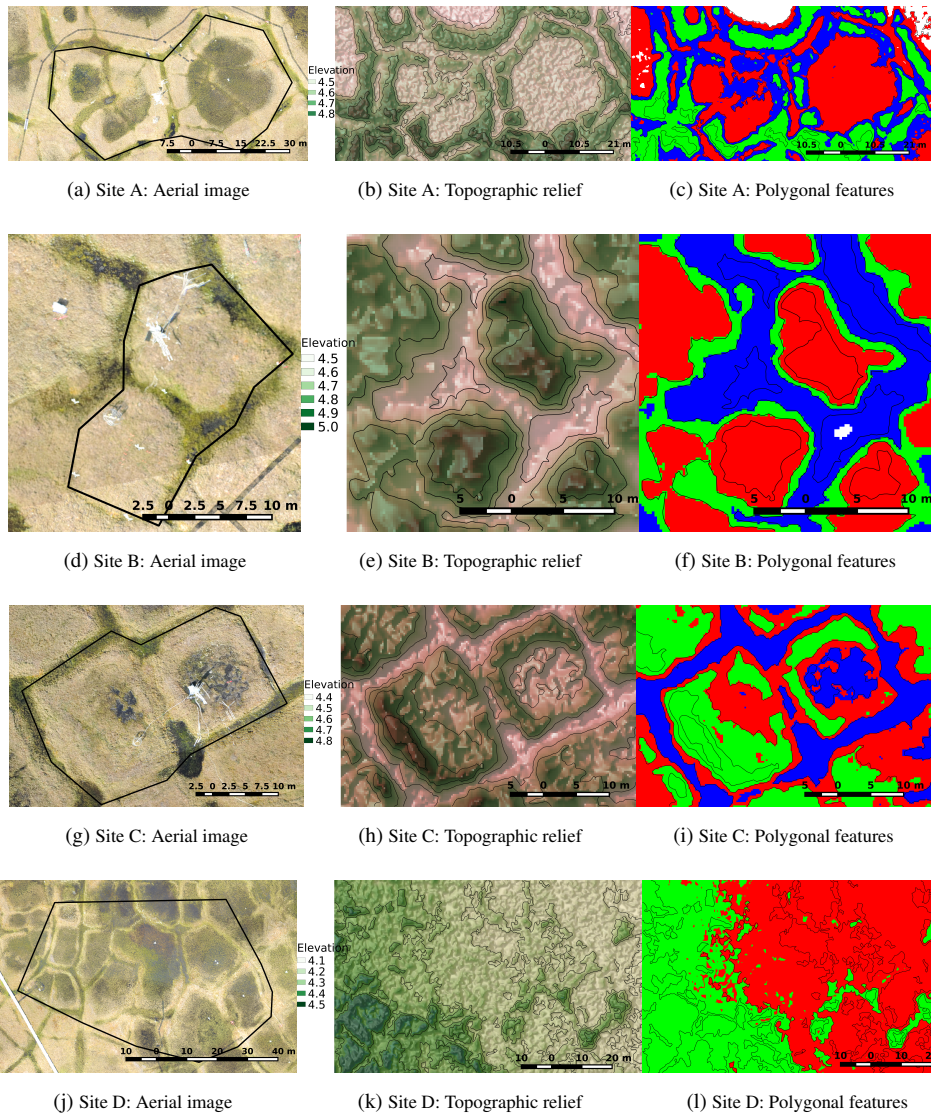 Elevation
4.5
4.6
4.7
4.8
7.5 0 7.5 15 22.5 30 m
10.5 0 10.5 21 m
10.5 0 10.5 21 m
(a) Site A: Aerial image
(b) Site A: Topographic relief
(c) Site A: Polygonal features
Elevation
4.5
4.6
4.7
4.8
4.9
5.0
2.5 0 2.5 5 7.5 10 m
5 0 5 10 m
5 0 5 10 m
(d) Site B: Aerial image
(e) Site B: Topographic relief
(f) Site B: Polygonal features
Elevation
4.4
4.5
4.6
4.7
4.8
2.5 0 2.5 5 7.5 10 m
5 0 5 10 m
5 0 5 10 m
(g) Site C: Aerial image
(h) Site C: Topographic relief
(i) Site C: Polygonal features
Elevation
4.1
4.2
4.3
4.4
4.5
10 0 10 20 30 40 m
10 0 10 20 m
10 0 10 20 m
(j) Site D: Aerial image
(k) Site D: Topographic relief
(l) Site D: Polygonal features